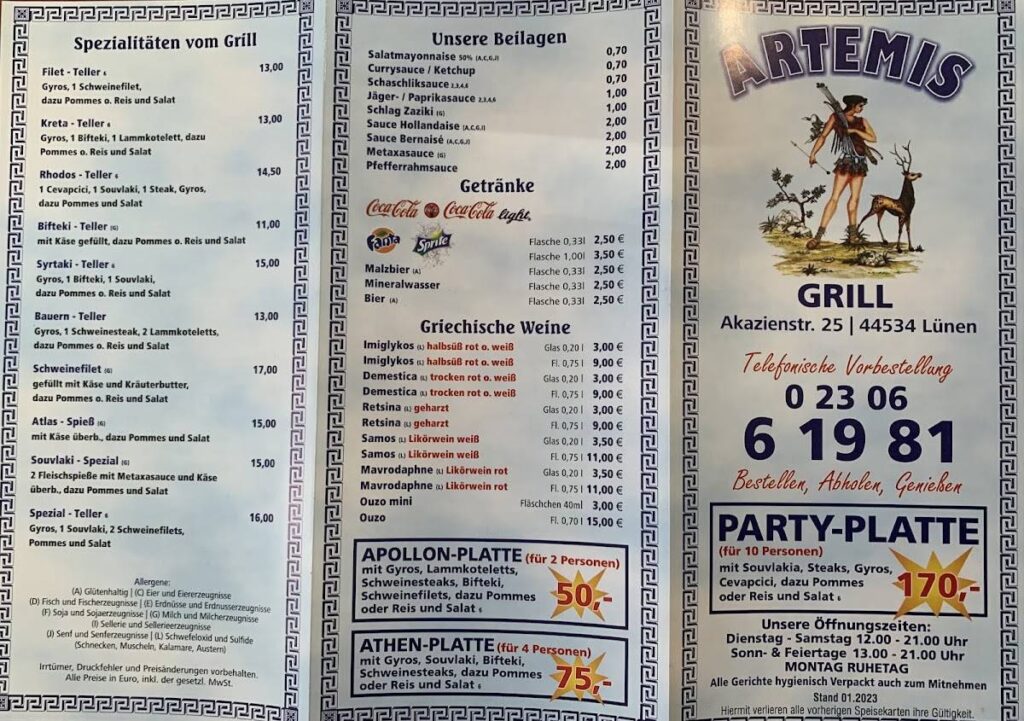 Spezialitäten vom Grill
Filet - Teller 6 13,00
Gyros, 1 Schweinefilet,
dazu Pommes o. Reis und Salat
Kreta - Teller 6 13,00
Gyros, 1 Bifteki, 1 Lammkotelett, dazu
Pommes o. Reis und Salat
Rhodos - Teller 6 14,50
1 Cevapcici, 1 Souvlaki, 1 Steak, Gyros,
dazu Pommes und Salat
Bifteki - Teller (G) 11,00
mit Käse gefüllt, dazu Pommes o. Reis und Salat
Syrtaki - Teller 6 15,00
Gyros, 1 Bifteki, 1 Souvlaki,
dazu Pommes o. Reis und Salat
Bauern - Teller 13,00
Gyros, 1 Schweinesteak, 2 Lammkoteletts,
dazu Pommes o. Reis und Salat
Schweinefilet (G) 17,00
gefüllt mit Käse und Kräuterbutter,
dazu Pommes o. Reis und Salat
Atlas - Spieß (G) 15,00
mit Käse überb., dazu Pommes und Salat
Souvlaki - Spezial (G) 15,00
2 Fleischspieße mit Metaxasauce und Käse
überb., dazu Pommes und Salat
Spezial - Teller 6 16,00
Gyros, 1 Souvlaki, 2 Schweinefilets,
Pommes und Salat
Allergene:
(A) Glütenhaltig | (C) Eier und Eiererzeugnisse
(D) Fisch und Fischerzeugnisse | (E) Erdnüsse und Erdnusserzeugnisse
(F) Soja und Sojaerzeugnisse | (G) Milch und Milcherzeugnisse
(I) Sellerie und Sellerieerzeugnisse
(J) Senf und Senferzeugnisse | (L) Schwefeloxid und Sulfide
(Schnecken, Muscheln, Kalamare, Austern)
Irrtümer, Druckfehler und Preisänderungen vorbehalten.
Alle Preise in Euro, inkl. der gesetzl. MwSt.
Unsere Beilagen
Salatmayonnaise 50% (A,C,G,J) 0,70
Currysauce / Ketchup 0,70
Schaschliksauce 2,3,4,6 0,70
Jäger- / Paprikasauce 2,3,4,6 1,00
Schlag Zaziki (G) 1,00
Sauce Hollandaise (A,C,G,J) 2,00
Sauce Bernaisé (A,C,G,J) 2,00
Metaxasauce (G) 2,00
Pfefferrahmsauce 2,00
Getränke
Coca-Cola Coca-Cola light
Fanta Sprite Flasche 0,33l 2,50 €
Flasche 1,00l 3,50 €
Malzbier (A) Flasche 0,33l 2,50 €
Mineralwasser Flasche 0,33l 2,50 €
Bier (A) Flasche 0,33l 2,50 €
Griechische Weine
Imiglykos (L) halbsüß rot o. weiß Glas 0,20 l 3,00 €
Imiglykos (L) halbsüß rot o. weiß Fl. 0,75 l 9,00 €
Demestica (L) trocken rot o. weiß Glas 0,20 l 3,00 €
Demestica (L) trocken rot o. weiß Fl. 0,75 l 9,00 €
Retsina (L) geharzt Glas 0,20 l 3,00 €
Retsina (L) geharzt Fl. 0,75 l 9,00 €
Samos (L) Likörwein weiß Glas 0,20 l 3,50 €
Samos (L) Likörwein weiß Fl. 0,75 l 11,00 €
Mavrodaphne (L) Likörwein rot Glas 0,20 l 3,50 €
Mavrodaphne (L) Likörwein rot Fl. 0,75 l 11,00 €
Ouzo mini Fläschchen 40ml 3,00 €
Ouzo Fl. 0,70 l 15,00 €
APOLLON-PLATTE (für 2 Personen)
mit Gyros, Lammkoteletts,
Schweinesteaks, Bifteki,
Schweinefilets, dazu Pommes
oder Reis und Salat 6
50,-
ATHEN-PLATTE (für 4 Personen)
mit Gyros, Souvlaki, Bifteki,
Schweinesteaks, dazu Pommes
oder Reis und Salat 6
75,-
ARTEMIS
GRILL
Akazienstr. 25 | 44534 Lünen
Telefonische Vorbestellung
0 23 06
6 19 81
Bestellen, Abholen, Genießen
PARTY-PLATTE
(für 10 Personen)
mit Souvlakia, Steaks, Gyros,
Cevapcici, dazu Pommes
oder Reis und Salat 6
170,-
Unsere Öffnungszeiten:
Dienstag - Samstag 12.00 - 21.00 Uhr
Sonn- & Feiertage 13.00 - 21.00 Uhr
MONTAG RUHETAG
Alle Gerichte hygienisch Verpackt auch zum Mitnehmen
Stand 01.2023
Hiermit verlieren alle vorherigen Speisekarten ihre Gültigkeit.